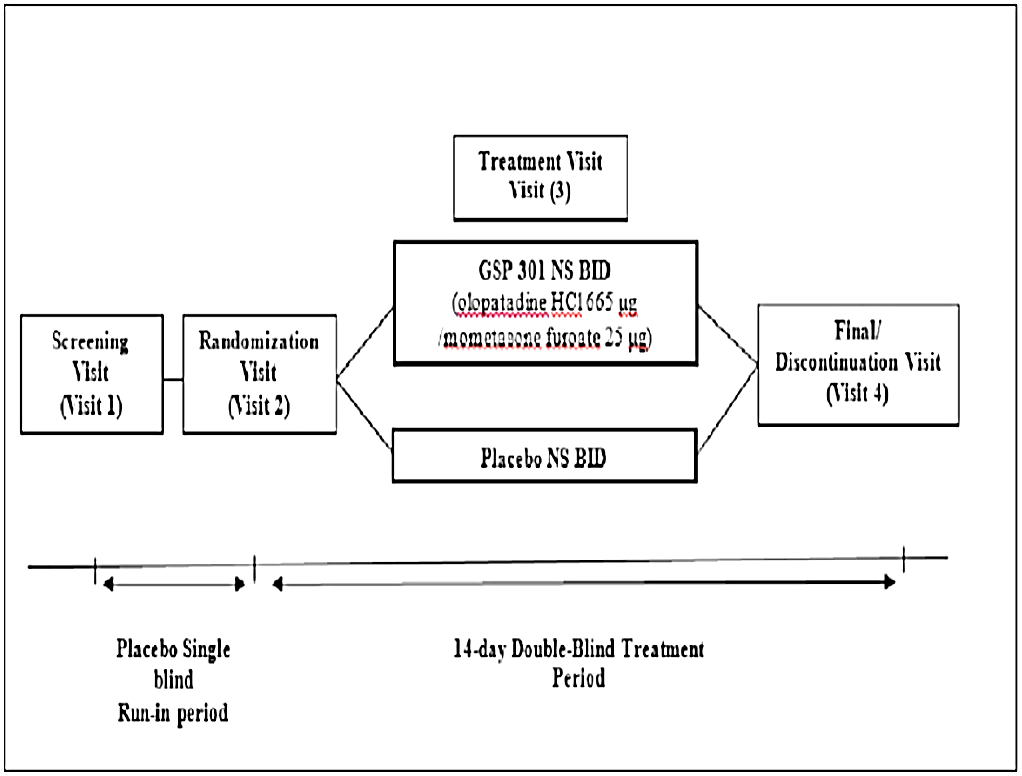 Treatment Visit
Visit (3)
GSP 301 NS BID
(olopatadine HC1665 µg
/mometasone furoate 25 µg)
Screening
Visit
(Visit 1)
Randomization
Visit
(Visit 2)
Final/
Discontinuation Visit
(Visit 4)
Placebo NS BID
Placebo Single
blind
Run-in period
14-day Double-Blind Treatment
Period